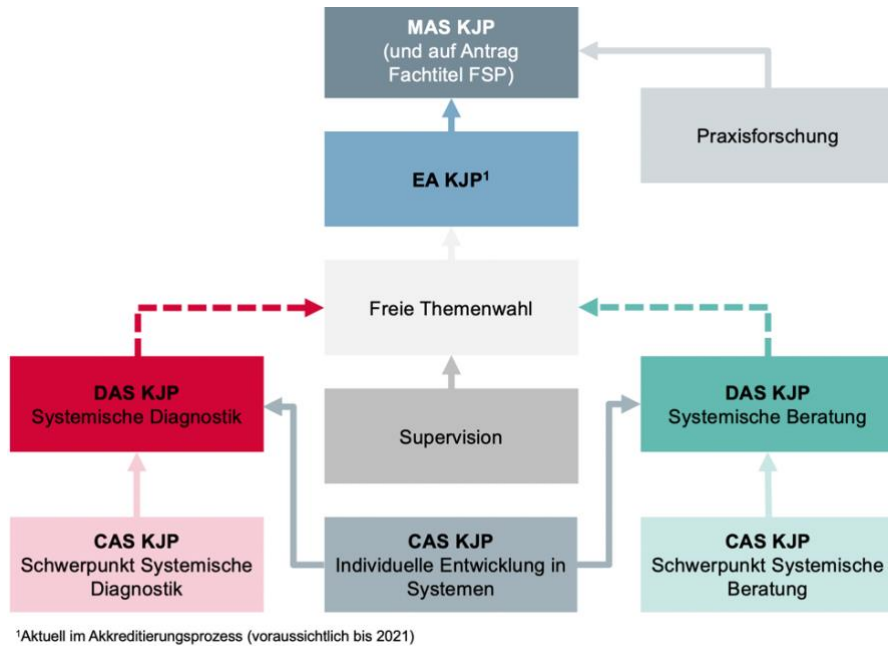 MAS KJP
(und auf Antrag
Fachtitel FSP)
Praxisforschung
EA KJP¹
Freie Themenwahl
DAS KJP
Systemische Diagnostik
Supervision
DAS KJP
Systemische Beratung
CAS KJP
Schwerpunkt Systemische
Diagnostik
CAS KJP
Individuelle Entwicklung in
Systemen
CAS KJP
Schwerpunkt Systemische
Beratung
¹Aktuell im Akkreditierungsprozess (voraussichtlich bis 2021)